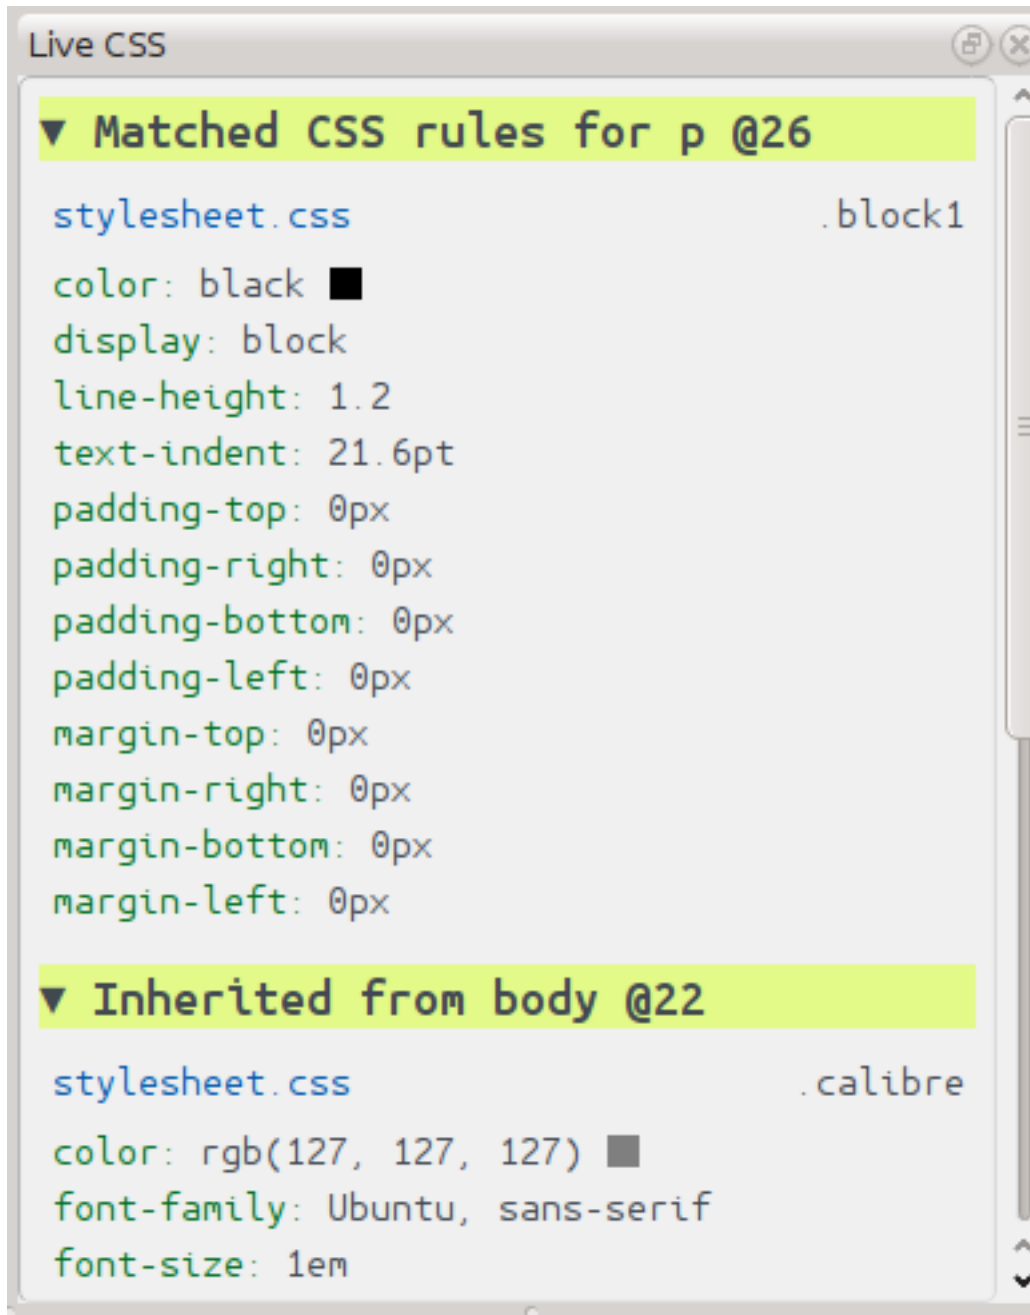 Live CSS
▼ Matched CSS rules for p @26
stylesheet.css .block1
color: black
display: block
line-height: 1.2
text-indent: 21.6pt
padding-top: 0px
padding-right: 0px
padding-bottom: 0px
padding-left: 0px
margin-top: 0px
margin-right: 0px
margin-bottom: 0px
margin-left: 0px
▼ Inherited from body @22
stylesheet.css .calibre
color: rgb(127, 127, 127)
font-family: Ubuntu, sans-serif
font-size: 1em